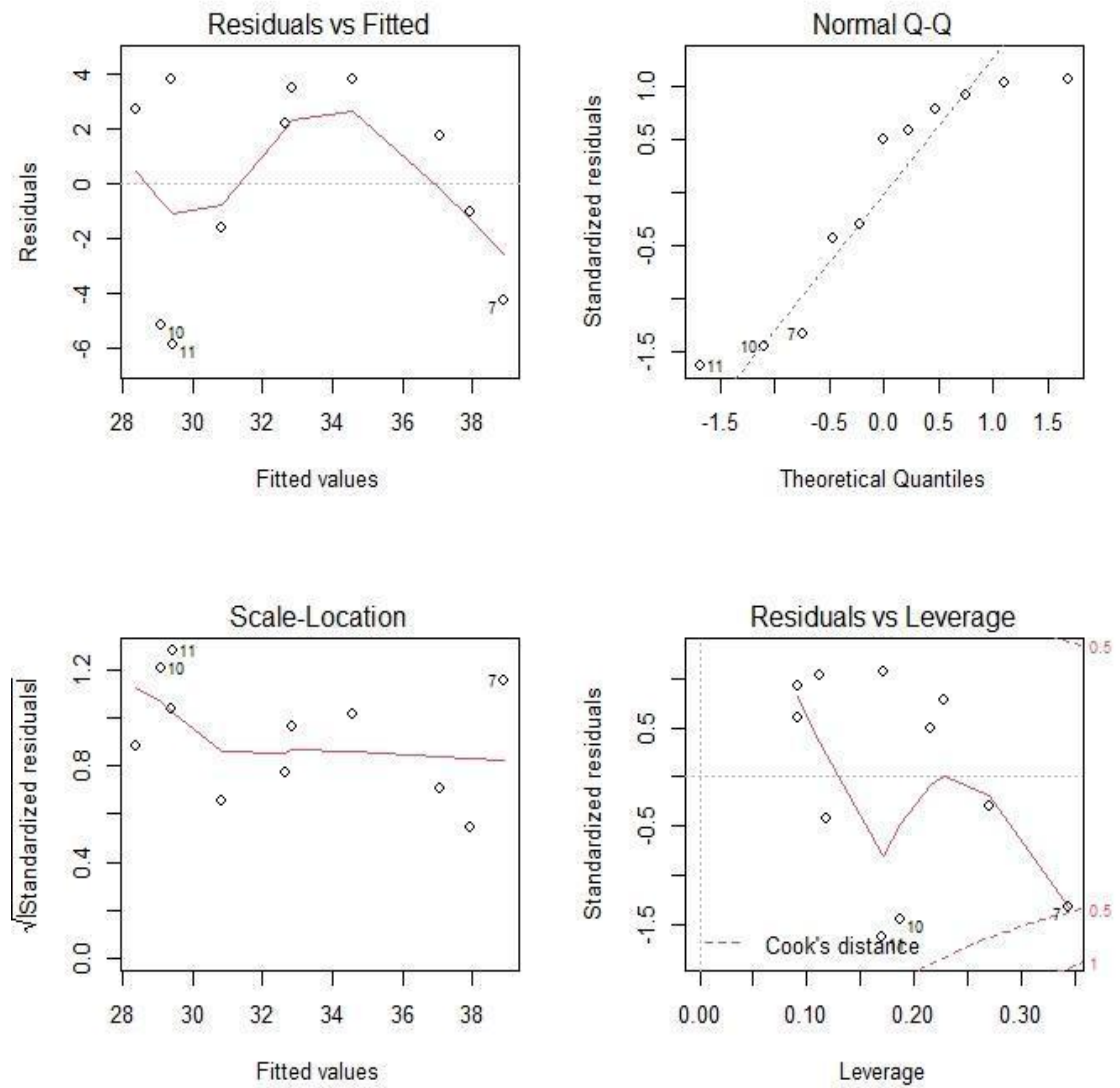 Residuals vs Fitted
Residuals
4
2
0
-2
-4
-6
10
11
7
28 30 32 34 36 38
Fitted values
Normal Q-Q
Standardized residuals
1.0
0.5
-0.5
-1.5
11
10
7
-1.5 -0.5 0.0 0.5 1.0 1.5
Theoretical Quantiles
Scale-Location
√|Standardized residuals|
1.2
0.8
0.4
0.0
11
10
7
28 30 32 34 36 38
Fitted values
Residuals vs Leverage
Standardized residuals
0.5
-0.5
-1.5
0.5
0.5
1
7
10
11
Cook's distance
0.00 0.10 0.20 0.30
Leverage